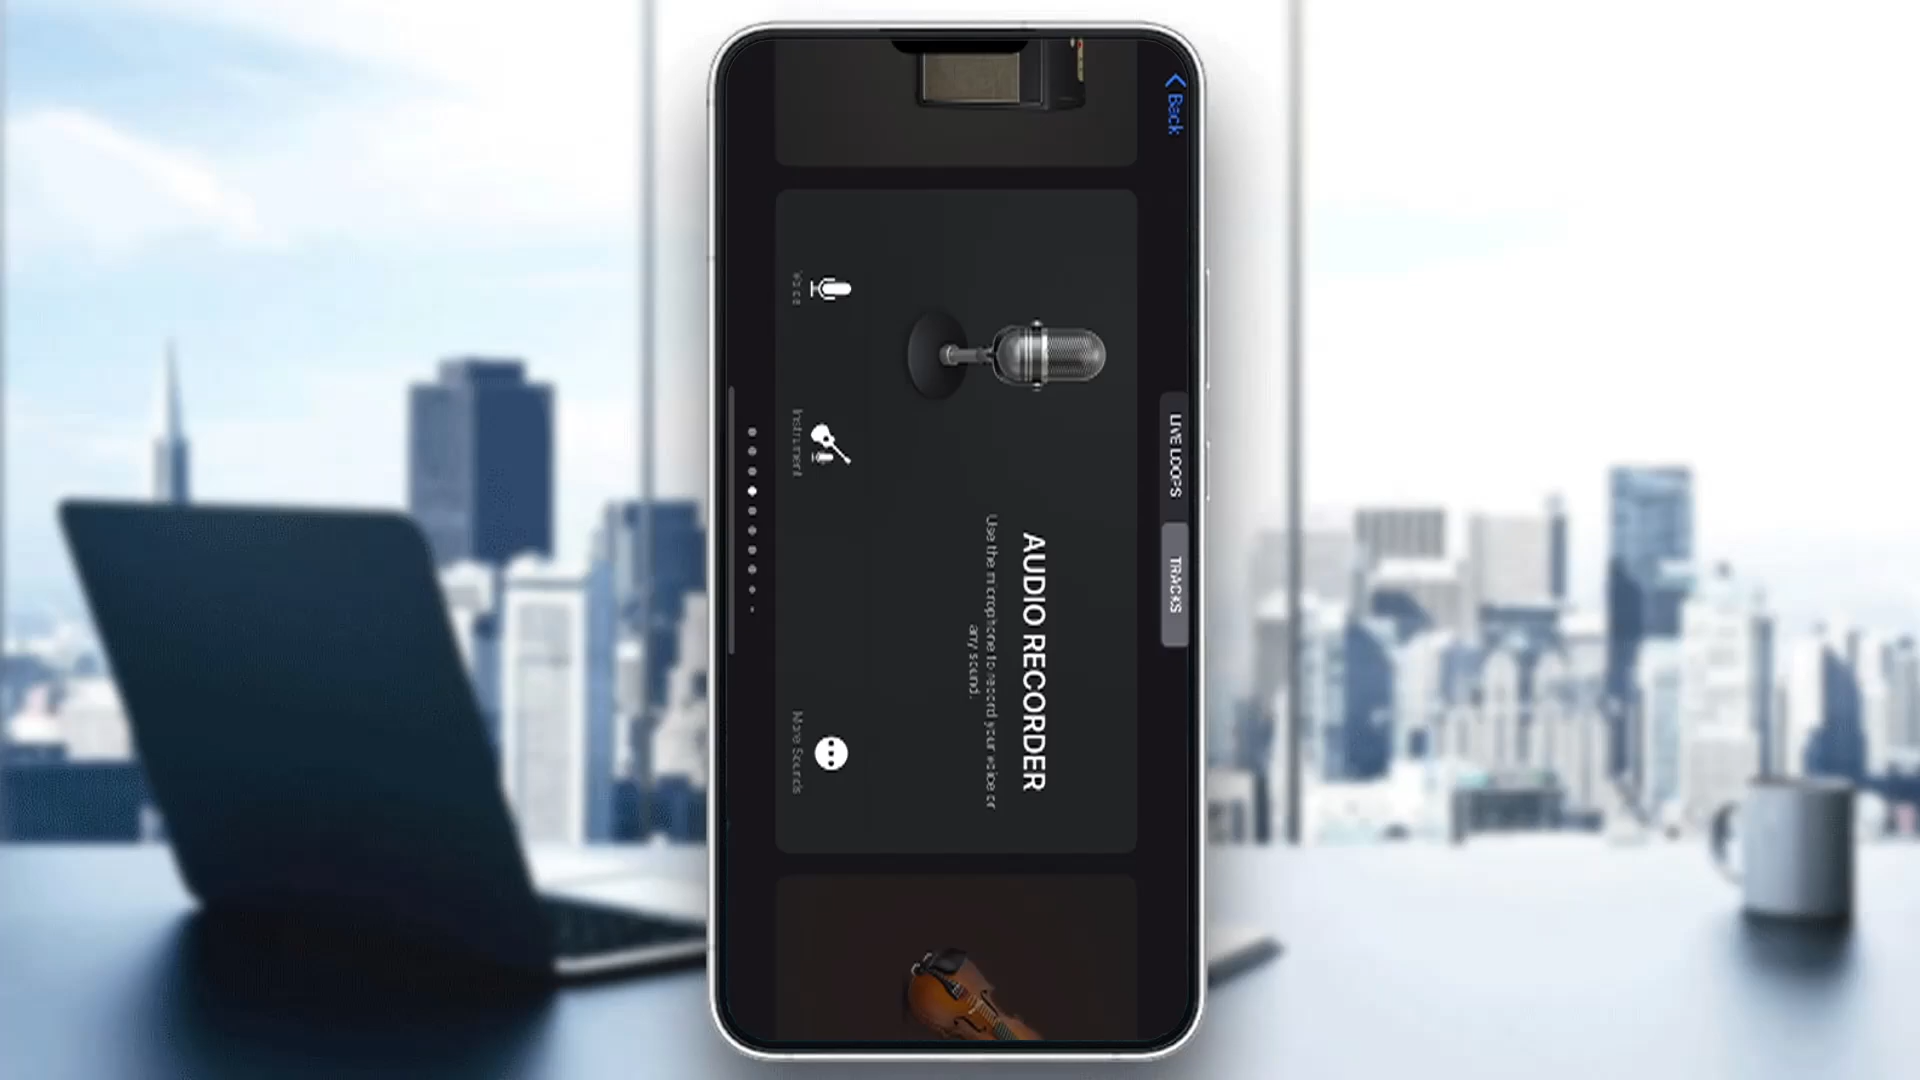 Back
LIVE LOOPS
TRACKS
AUDIO RECORDER
Use the microphone to record your voice or
any sound.
Voice
Instrument
More Sounds